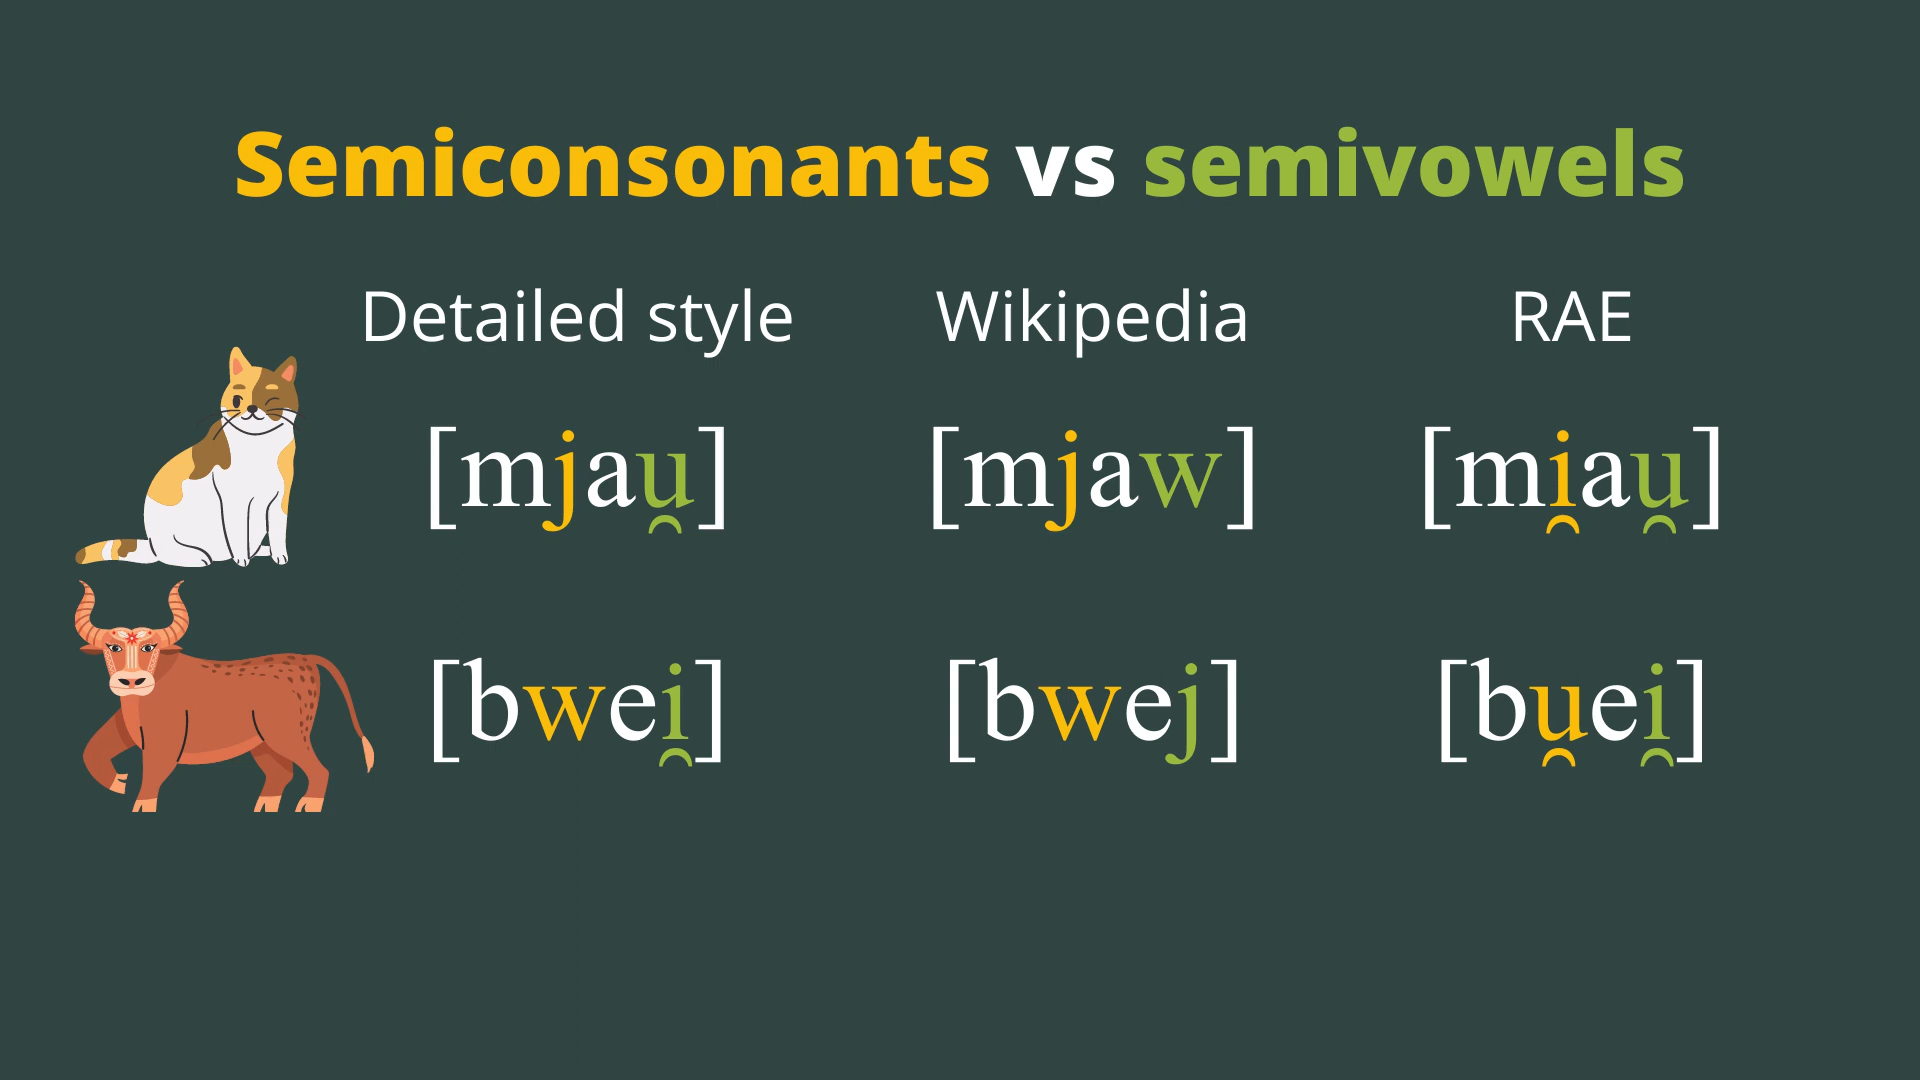 Semiconsonants vs semivowels
Detailed style Wikipedia RAE
[mjau̯] [mjaw] [mi̯au̯]
[bwei̯] [bwej] [bu̯ei̯]